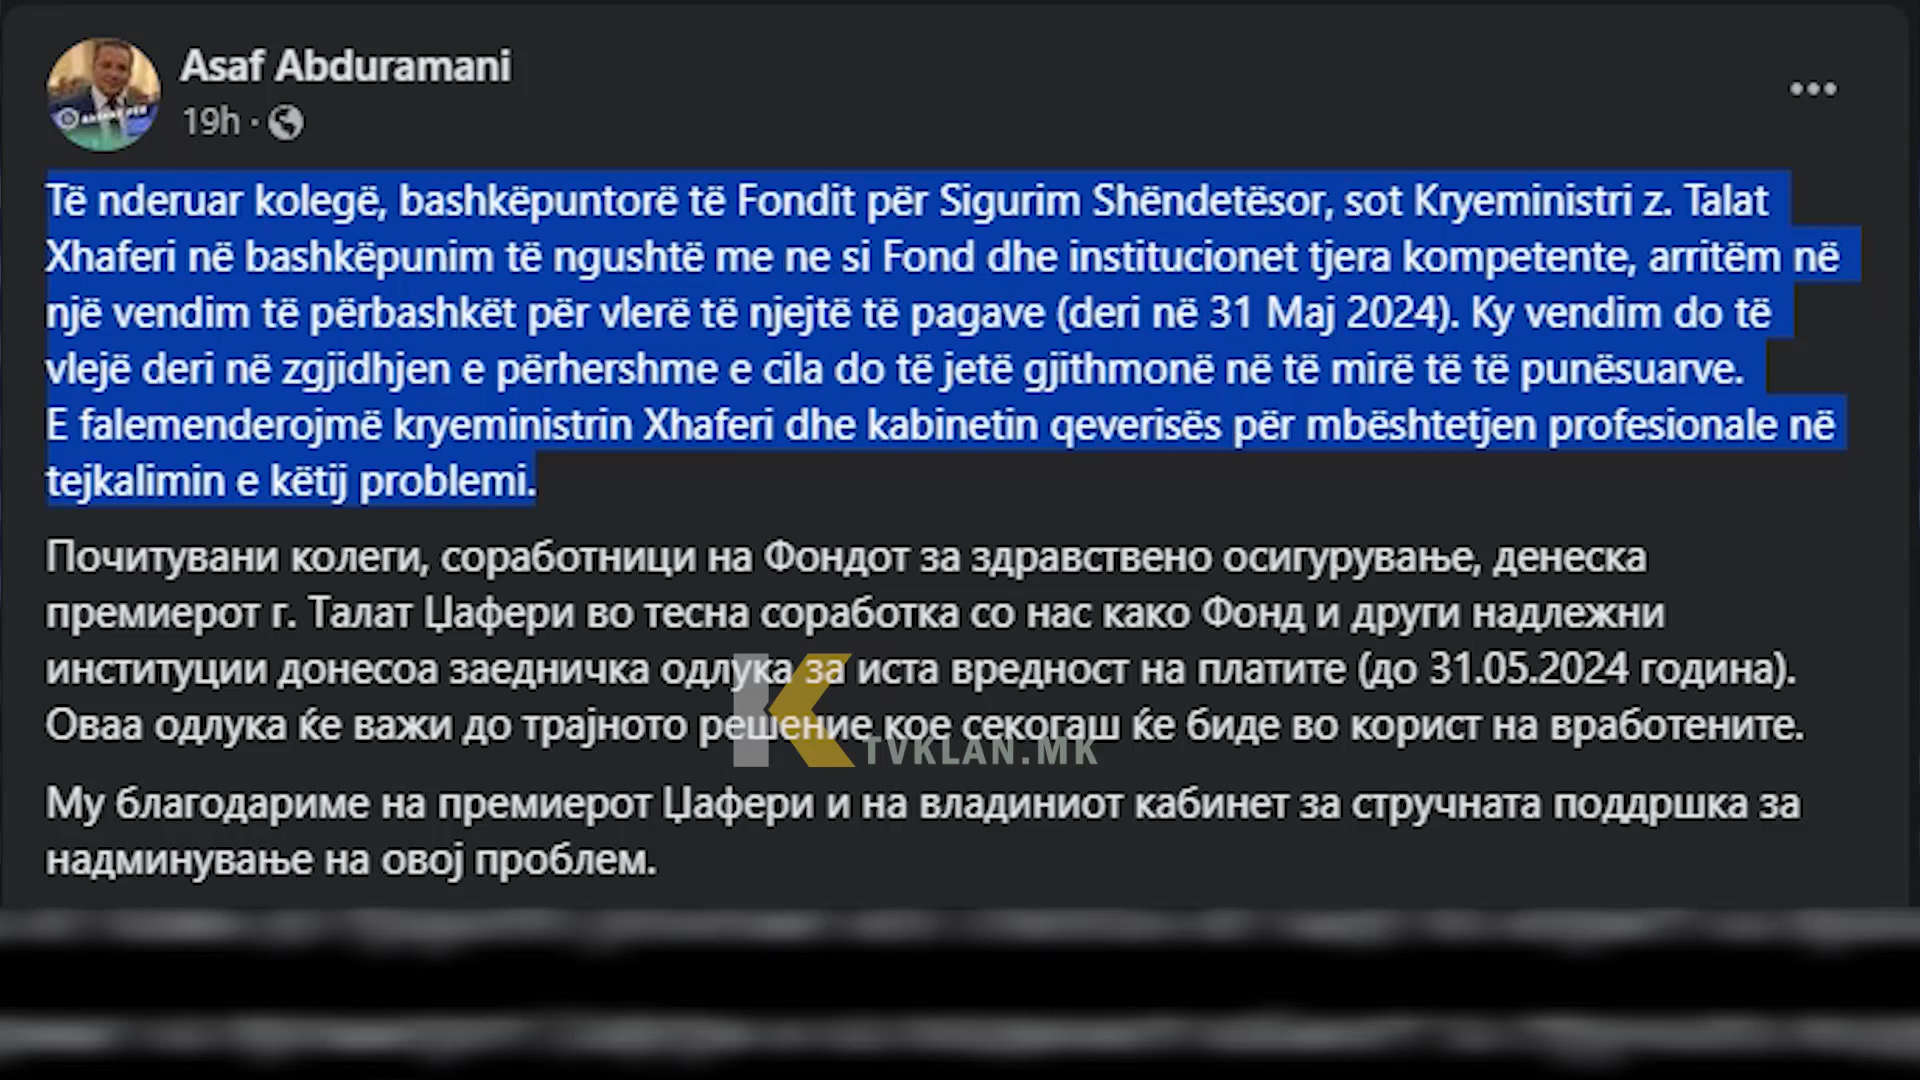 Asaf Abduramani
19h ·
Të nderuar kolegë, bashkëpuntorë të Fondit për Sigurim Shëndetësor, sot Kryeministri z. Talat
Xhaferi në bashkëpunim të ngushtë me ne si Fond dhe institucionet tjera kompetente, arritëm në
një vendim të përbashkët për vlerë të njejtë të pagave (deri në 31 Maj 2024). Ky vendim do të
vlejë deri në zgjidhjen e përhershme e cila do të jetë gjithmonë në të mirë të të punësuarve.
E falemenderojmë kryeministrin Xhaferi dhe kabinetin qeverisës për mbështetjen profesionale në
tejkalimin e këtij problemi.
Почитувани колеги, соработници на Фондот за здравствено осигурување, денеска
премиерот г. Талат Џафери во тесна соработка со нас како Фонд и други надлежни
институции донесоа заедничка одлука за иста вредност на платите (до 31.05.2024 година).
Оваа одлука ќе важи до трајното решение кое секогаш ќе биде во корист на вработените.
TVKLAN.MK
Му благодариме на премиерот Џафери и на владиниот кабинет за стручната поддршка за
надминување на овој проблем.